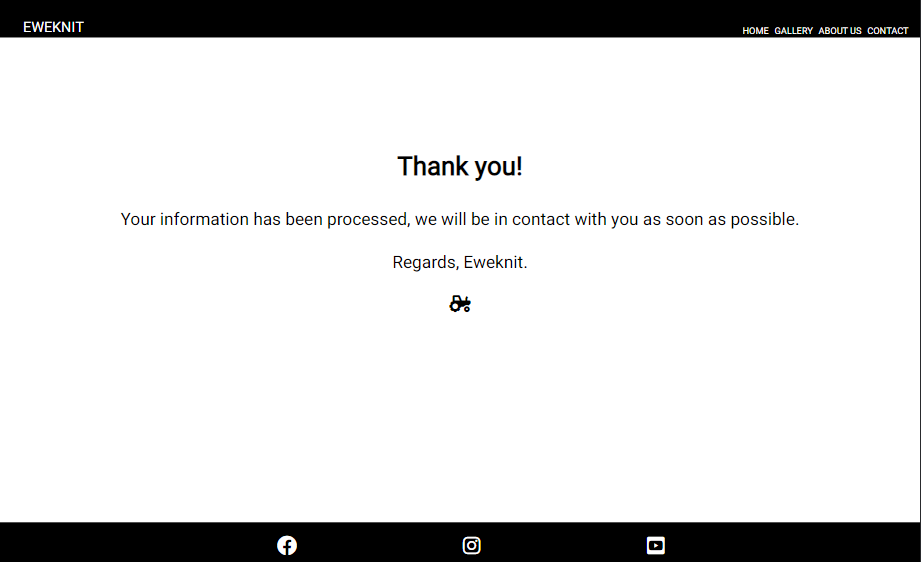 EWEKNIT
HOME GALLERY ABOUT US CONTACT
Thank you!
Your information has been processed, we will be in contact with you as soon as possible.
Regards, Eweknit.